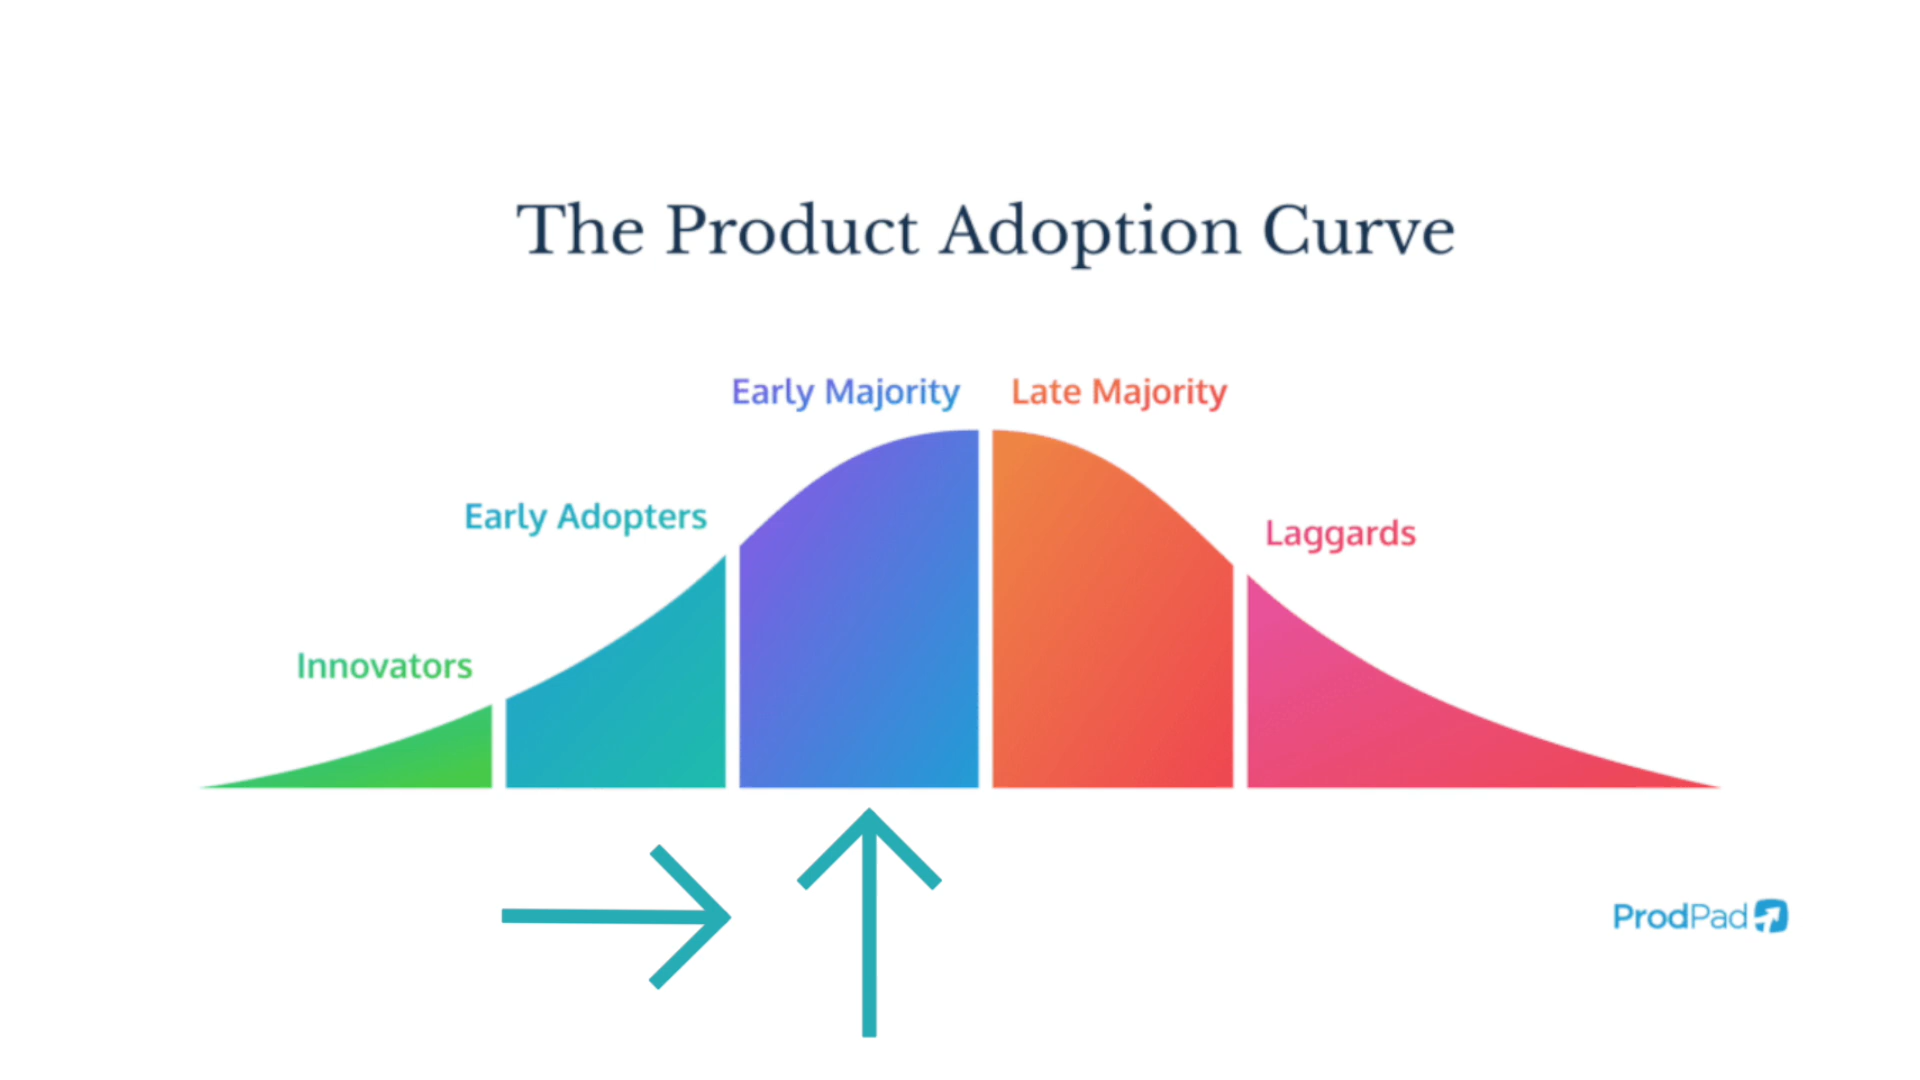 The Product Adoption Curve
Early Majority
Late Majority
Early Adopters
Laggards
Innovators
ProdPad